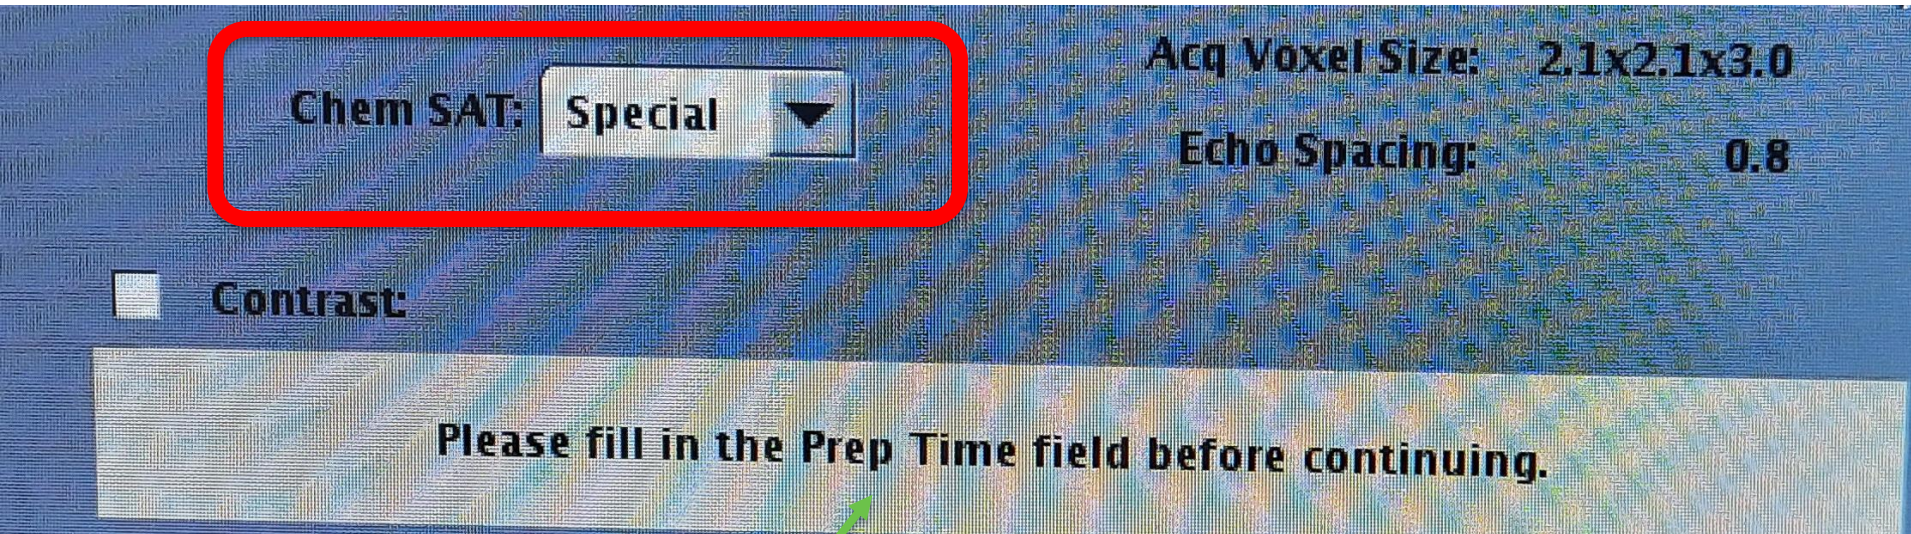 Chem SAT: Special
Acq Voxel Size: 2.1x2.1x3.0
Echo Spacing: 0.8
Contrast:
Please fill in the Prep Time field before continuing.